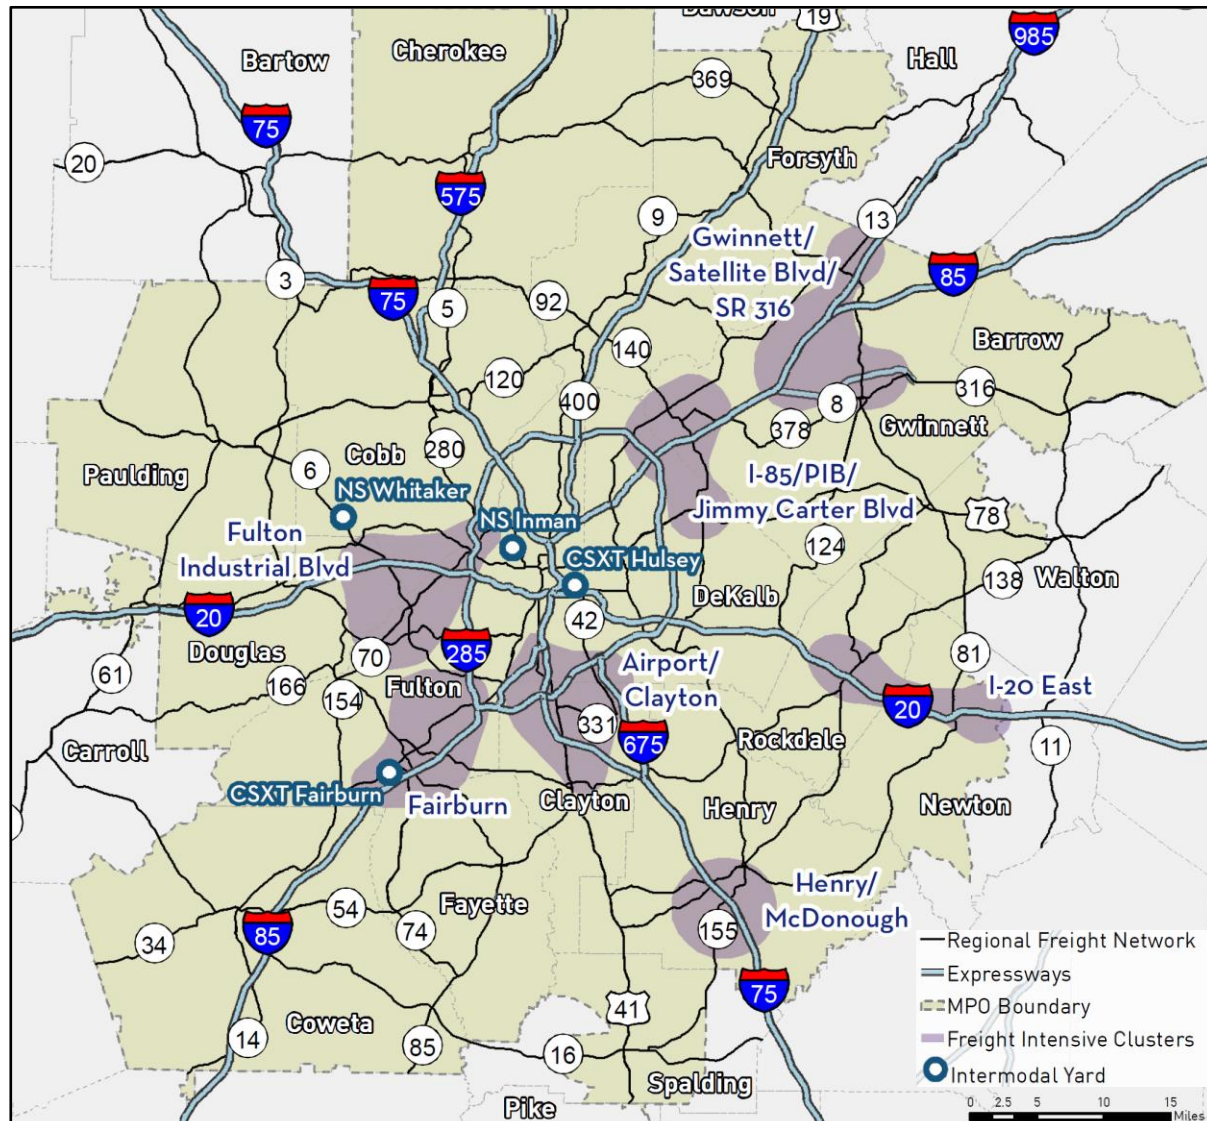 Dawson
19
Cherokee
Bartow
Hall
985
369
75
20
Forsyth
575
9
13
Gwinnett/
Satellite Blvd/
SR 316
85
3
75
5
92
Barrow
140
120
400
316
8
378
Gwinnett
280
Cobb
6
Paulding
NS Whitaker
I-85/PIB/
Jimmy Carter Blvd
78
NS Inman
Fulton
Industrial Blvd
124
CSXT Hulsey
138
Walton
DeKalb
20
42
Douglas
285
70
81
61
166
Fulton
Airport/
Clayton
I-20 East
154
20
331
675
Rockdale
11
Carroll
CSXT Fairburn
Fairburn
Clayton
Henry
Newton
Henry/
McDonough
54
Fayette
34
85
74
155
Regional Freight Network
Expressways
75
41
MPO Boundary
Coweta
14
85
16
Freight Intensive Clusters
Intermodal Yard
Spalding
Pike
0 2.5 5 10 15
Miles